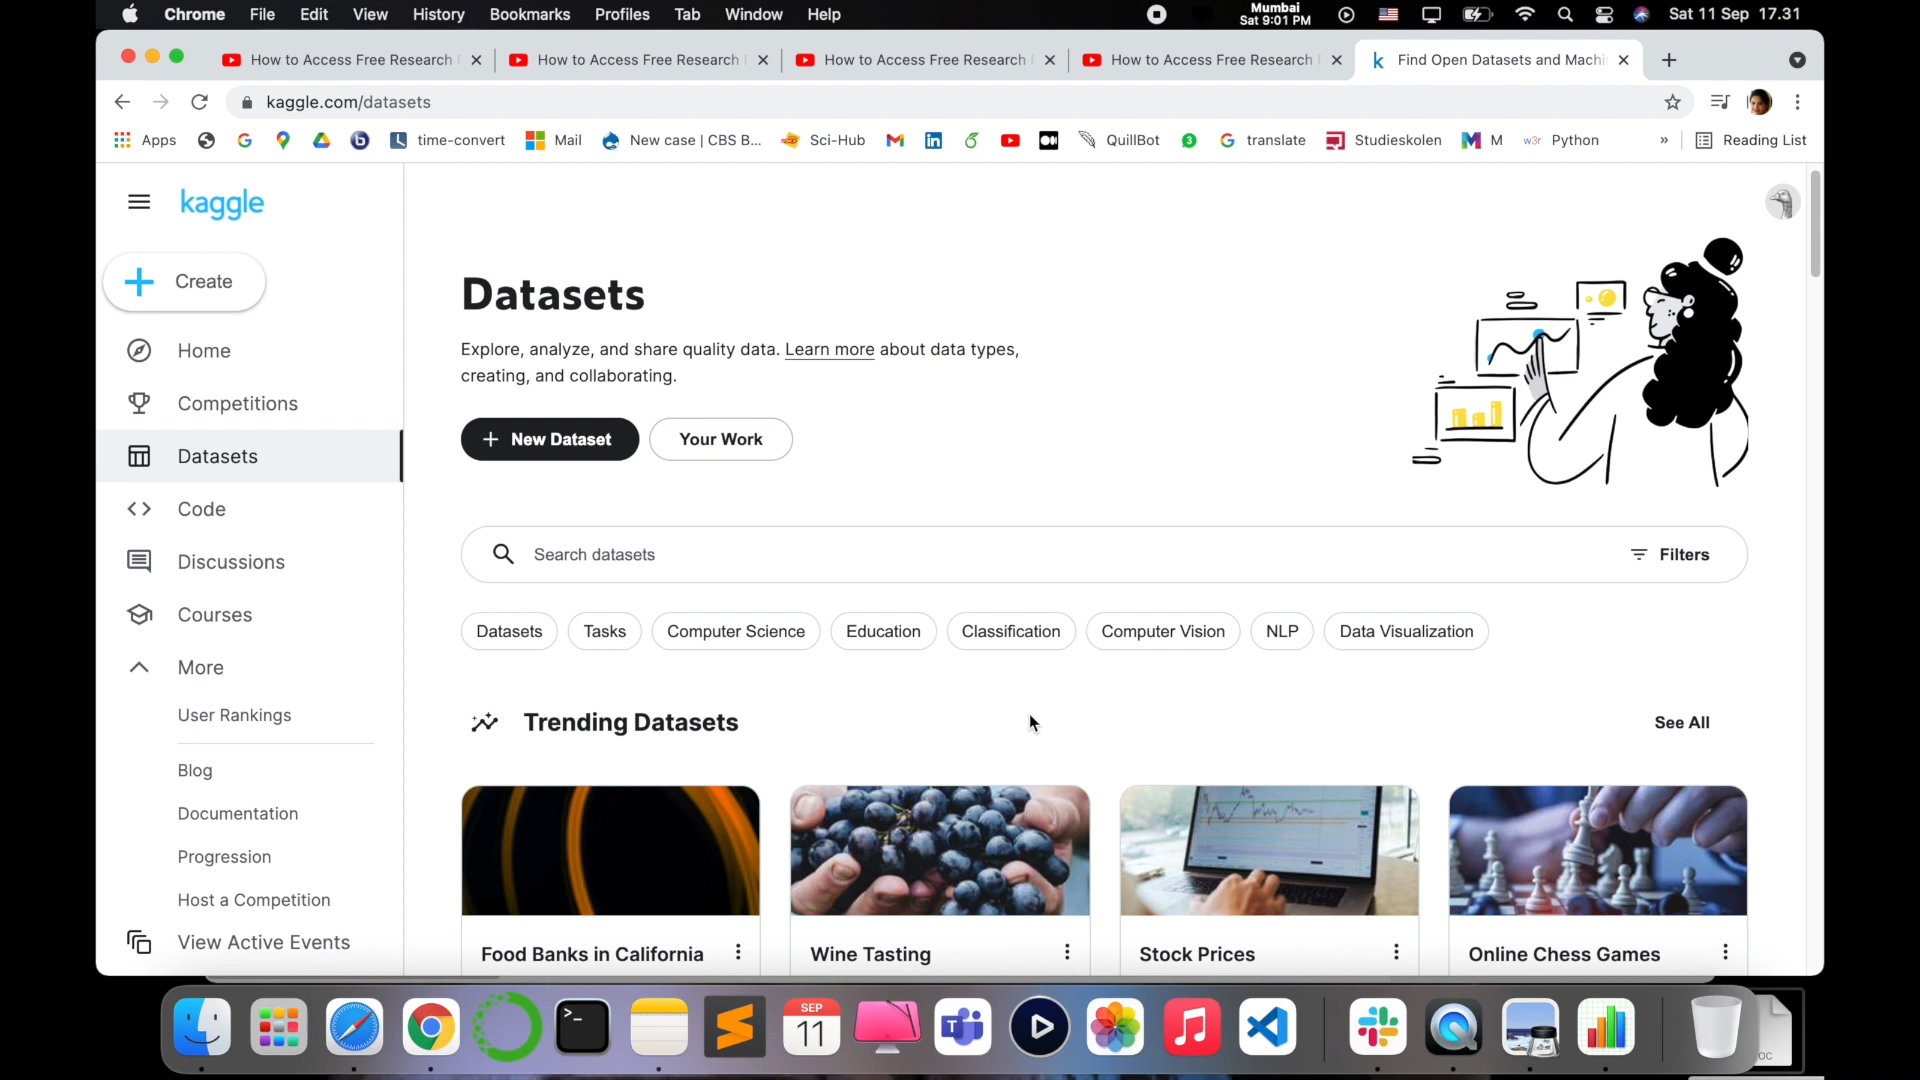 Chrome File Edit View History Bookmarks Profiles Tab Window Help Mumbai Sat 9:01 PM Sat 11 Sep 17.31
How to Access Free Research How to Access Free Research How to Access Free Research How to Access Free Research Find Open Datasets and Machi
kaggle.com/datasets
Apps time-convert Mail New case | CBS B... Sci-Hub QuillBot translate Studieskolen M w3r Python » Reading List
kaggle
Create
Home
Competitions
Datasets
Code
Discussions
Courses
More
User Rankings
Blog
Documentation
Progression
Host a Competition
View Active Events
Datasets
Explore, analyze, and share quality data. Learn more about data types,
creating, and collaborating.
+ New Dataset Your Work
Search datasets Filters
Datasets Tasks Computer Science Education Classification Computer Vision NLP Data Visualization
Trending Datasets See All
Food Banks in California Wine Tasting Stock Prices Online Chess Games
SEP
11